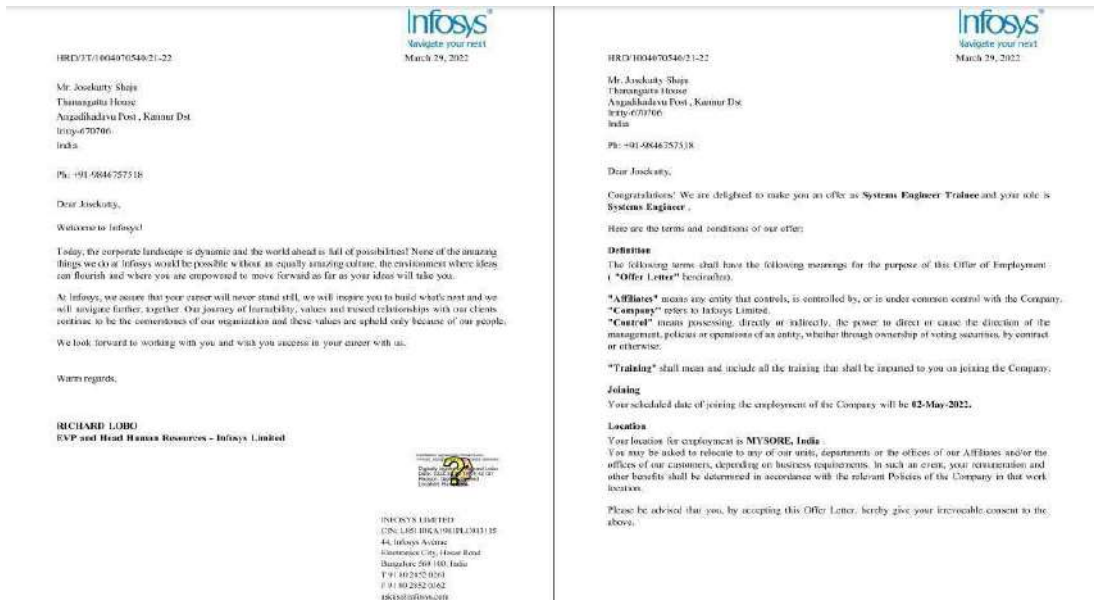 Infosys
Navigate your next
HRD/3T/1004070540/21-22
March 29, 2022
Mr. Josekutty Shaju
House
Angadikadavu Post , Kannur Dst
Iritty-670706
India
Ph: +91-9846757518
Dear Josekutty,
Welcome to Infosys!
Today, the corporate landscape is dynamic and the world ahead is full of possibilities! None of the amazing
things we do at Infosys would be possible without an equally amazing culture, the environment where ideas
can flourish and where you are empowered to move forward as far as your ideas will take you.
At Infosys, we assure that your career will never stand still, we will inspire you to build what's next and we
will navigate further, together. Our journey of learnability, values and trusted relationships with our clients
continue to be the cornerstones of our organization and these values are upheld only because of our people.
We look forward to working with you and wish you success in your career with us.
Warm regards,
RICHARD LOBO
EVP and Head Human Resources - Infosys Limited
INFOSYS LIMITED
44, Infosys Avenue
Electronics City, Hosur Road
Bangalore 560 100, India
T 91 80 2852 0261
F 91 80 2852 0362
askus@infosys.com
Infosys
Navigate your next
March 29, 2022
Mr. Josekutty Shaju
House
Angadikadavu Post , Kannur Dst
Iritty-670706
India
Ph: +91-9846757518
Dear Josekutty,
Congratulations! We are delighted to make you an offer as Systems Engineer Trainee and your role is
Systems Engineer .
Here are the terms and conditions of our offer:
Definition
The following terms shall have the following meanings for the purpose of this Offer of Employment
( "Offer Letter" hereinafter).
"Affiliates" means any entity that controls, is controlled by, or is under common control with the Company.
"Company" refers to Infosys Limited.
"Control" means possessing, directly or indirectly, the power to direct or cause the direction of the
management, policies or operations of an entity, whether through ownership of voting securities, by contract
or otherwise.
"Training" shall mean and include all the training that shall be imparted to you on joining the Company.
Joining
Your scheduled date of joining the employment of the Company will be 02-May-2022.
Location
Your location for employment is MYSORE, India .
You may be asked to relocate to any of our units, departments or the offices of our Affiliates and/or the
offices of our customers, depending on business requirements. In such an event, your remuneration and
other benefits shall be determined in accordance with the relevant Policies of the Company in that work
location.
Please be advised that you, by accepting this Offer Letter, hereby give your irrevocable consent to the
above.